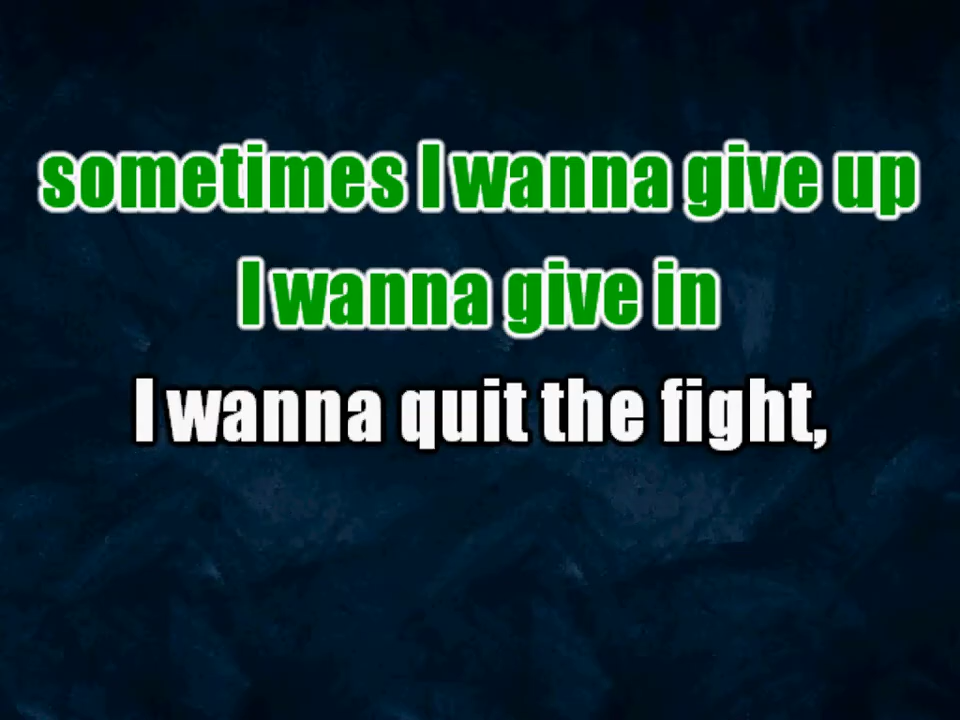 sometimes I wanna give up
I wanna give in
I wanna quit the fight,